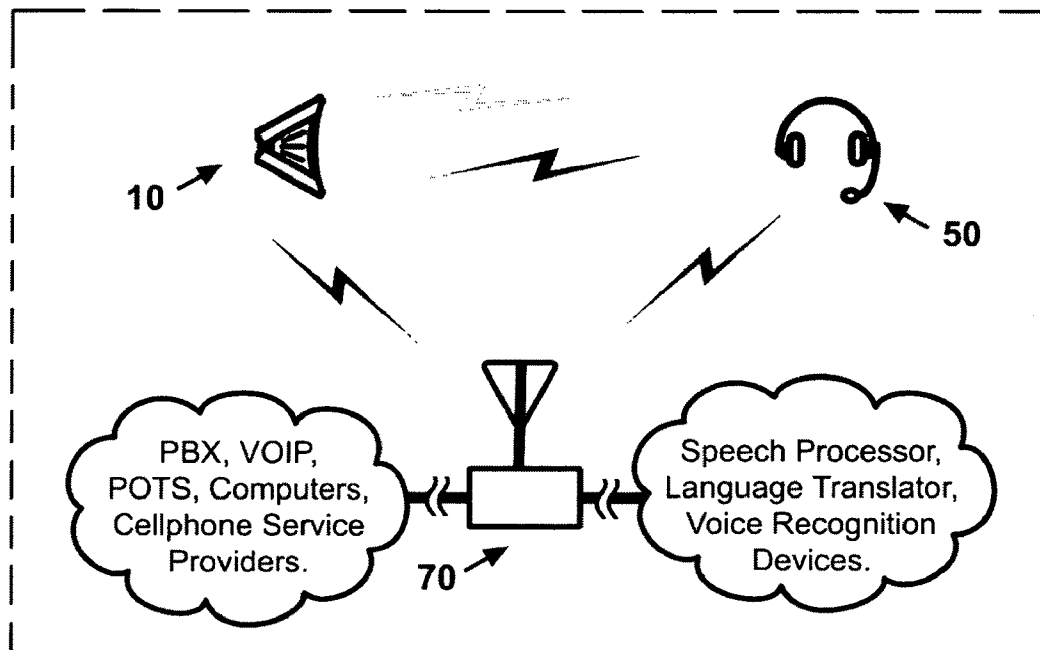 10
50
PBX, VOIP,
POTS, Computers,
Cellphone Service
Providers.
Speech Processor,
Language Translator,
Voice Recognition
Devices.
70